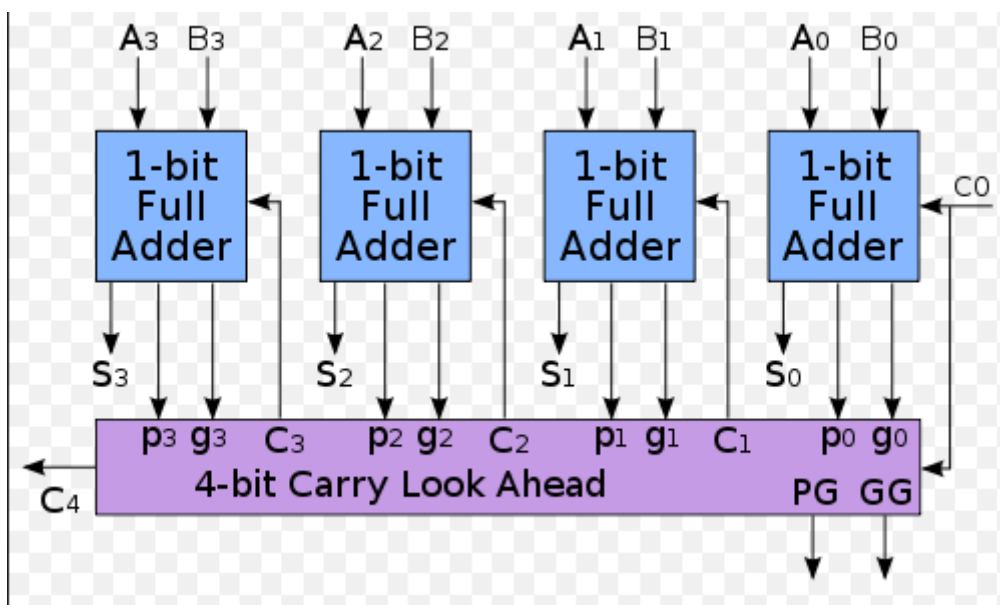 A3 B3 A2 B2 A1 B1 A0 B0
1-bit Full Adder
1-bit Full Adder
1-bit Full Adder
1-bit Full Adder
C0
S3 S2 S1 S0
p3 g3 C3 p2 g2 C2 p1 g1 C1 p0 g0
4-bit Carry Look Ahead
PG GG
C4